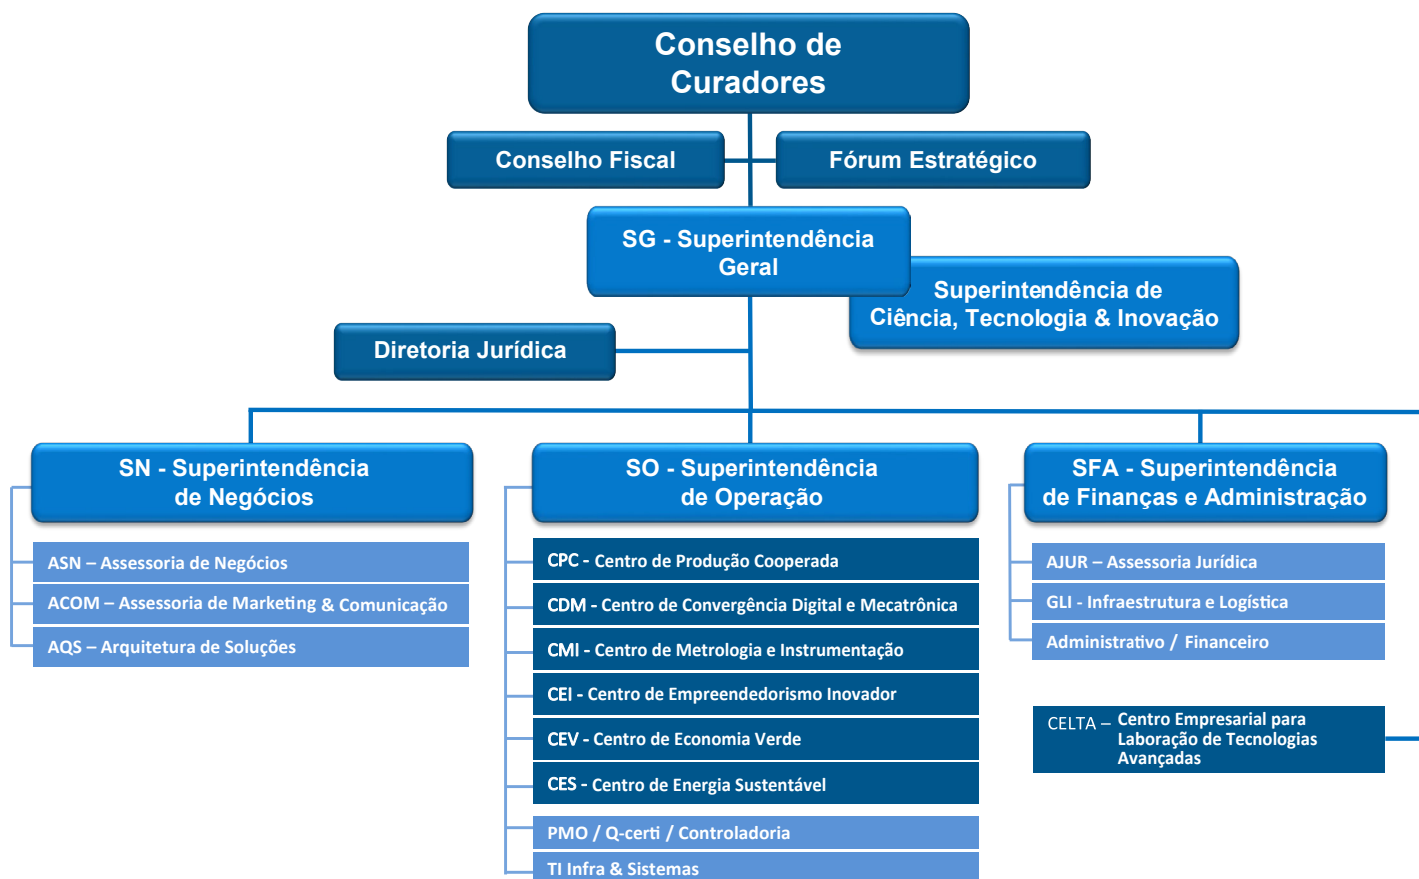 Conselho de
Curadores
Conselho Fiscal
Fórum Estratégico
SG - Superintendência
Geral
Superintendência de
Ciência, Tecnologia & Inovação
Diretoria Jurídica
SN - Superintendência
de Negócios
ASN – Assessoria de Negócios
ACOM – Assessoria de Marketing & Comunicação
AQS – Arquitetura de Soluções
SO - Superintendência
de Operação
CPC - Centro de Produção Cooperada
CDM - Centro de Convergência Digital e Mecatrônica
CMI - Centro de Metrologia e Instrumentação
CEI - Centro de Empreendedorismo Inovador
CEV - Centro de Economia Verde
CES - Centro de Energia Sustentável
PMO / Q-certi / Controladoria
TI Infra & Sistemas
SFA - Superintendência
de Finanças e Administração
AJUR – Assessoria Jurídica
GLI - Infraestrutura e Logística
Administrativo / Financeiro
CELTA – Centro Empresarial para
Laboração de Tecnologias
Avançadas